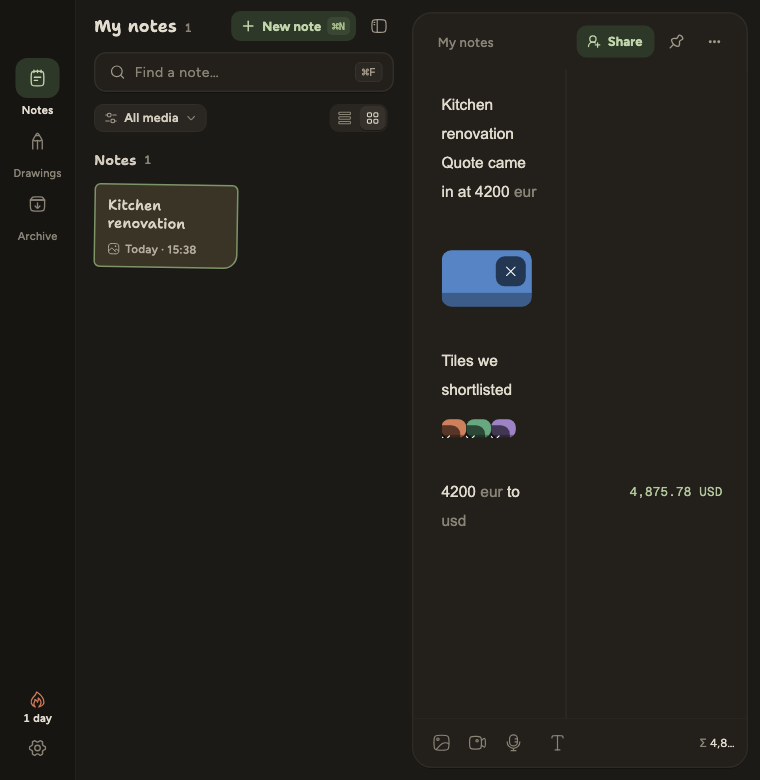 My notes 1
+ New note ⌘N
Find a note... ⌘F
All media
Notes 1
Kitchen
renovation
Today · 15:38
Notes
Drawings
Archive
1 day
My notes
Share
Kitchen
renovation
Quote came
in at 4200 eur
Tiles we
shortlisted
4200 eur to
usd
4,875.78 USD
Σ 4,8...